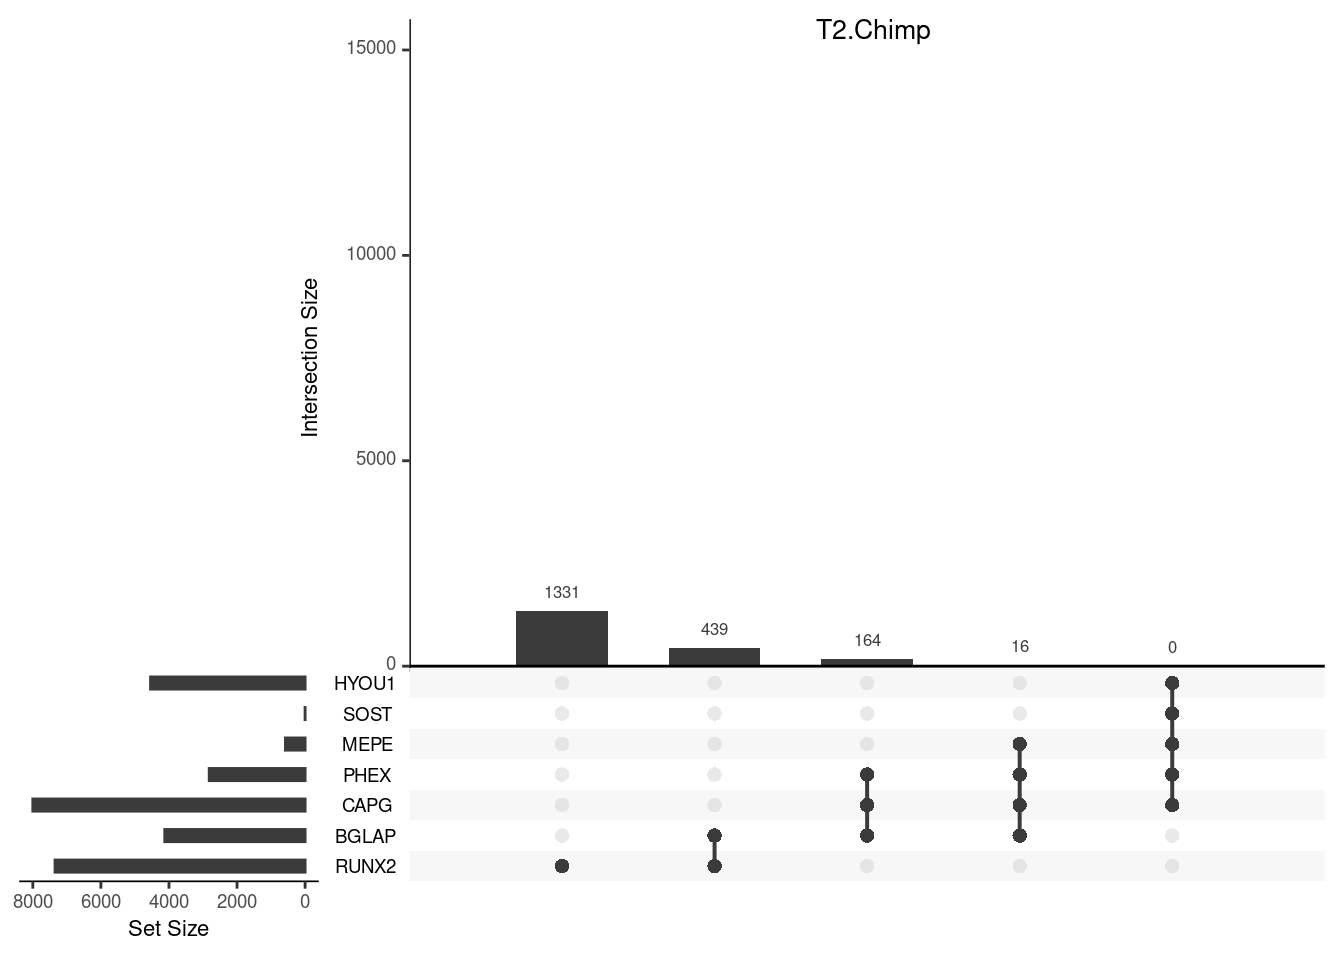 T2.Chimp
15000
10000
5000
0
Intersection Size
1331
439
164
16
0
HYOU1
SOST
MEPE
PHEX
CAPG
BGLAP
RUNX2
8000 6000 4000 2000 0
Set Size